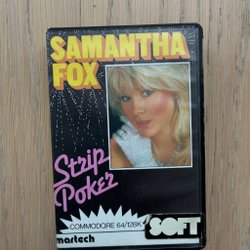 SAMANTHA
FOX
Strip
Poker
COMMODORE 64/128K
SOFT
martech